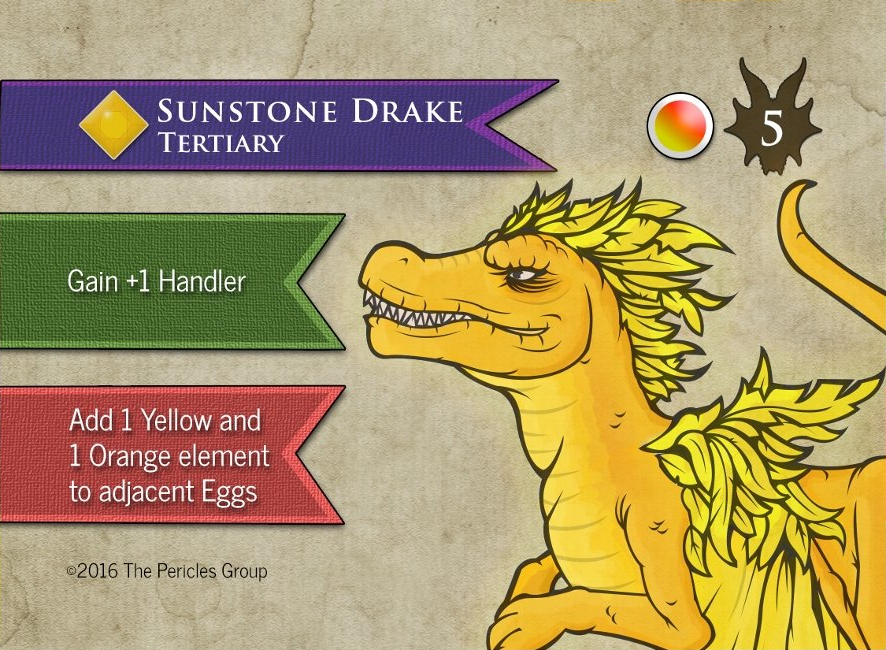 Sunstone Drake
Tertiary
5
Gain +1 Handler
Add 1 Yellow and
1 Orange element
to adjacent Eggs
©2016 The Pericles Group